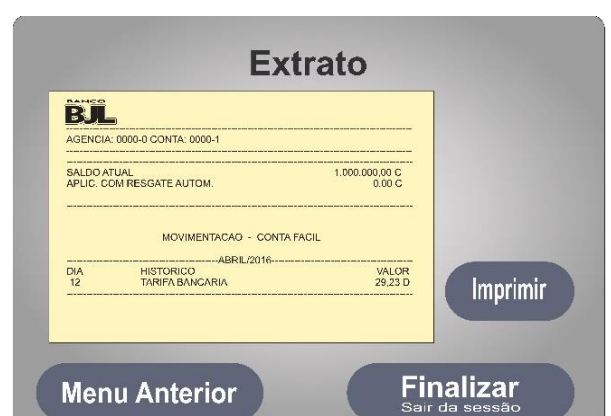 Extrato
BANCO
BJL
AGENCIA: 0000-0 CONTA: 0000-1
SALDO ATUAL 1.000.000,00 C
APLIC. COM RESGATE AUTOM. 0.00 C
MOVIMENTACAO - CONTA FACIL
ABRIL/2016
DIA HISTORICO VALOR
12 TARIFA BANCARIA 29,23 D
Imprimir
Menu Anterior
Finalizar
Sair da sessão